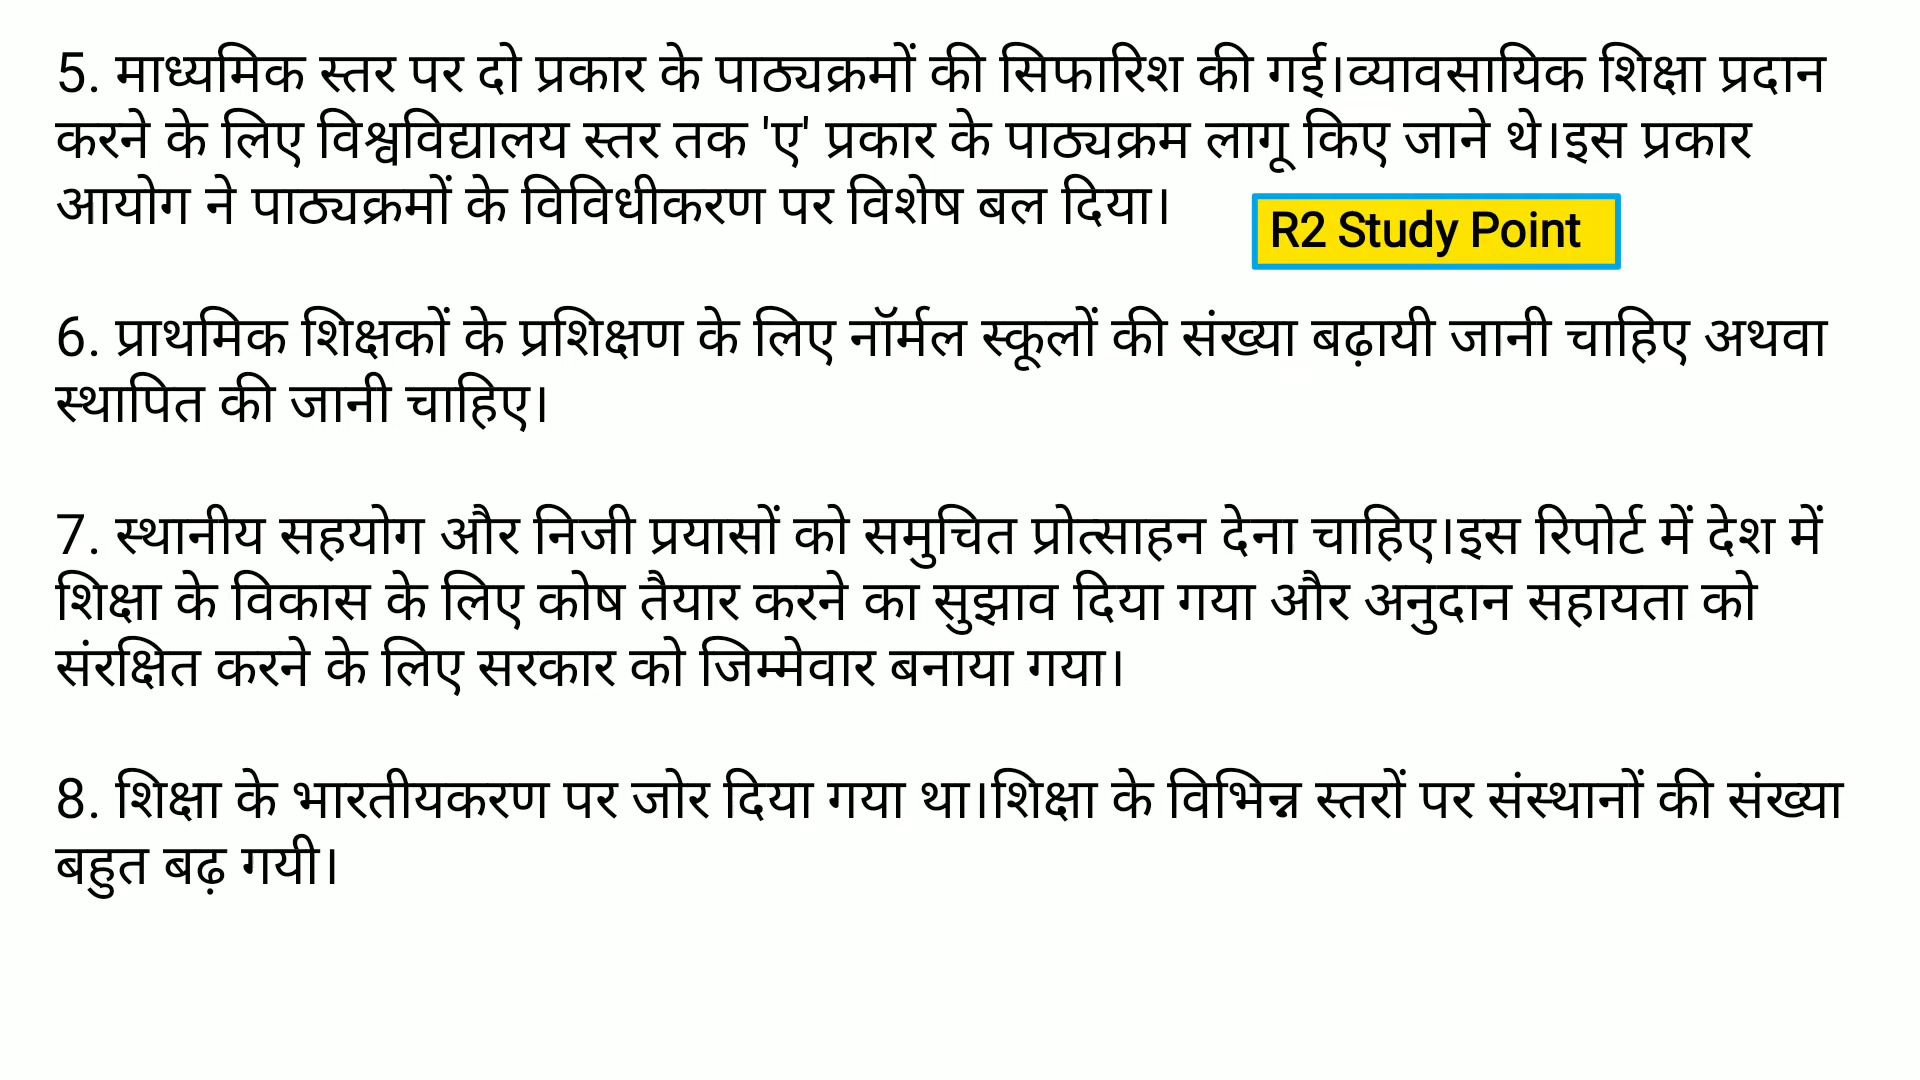 5. माध्यमिक स्तर पर दो प्रकार के पाठ्यक्रमों की सिफारिश की गई।व्यावसायिक शिक्षा प्रदान
करने के लिए विश्वविद्यालय स्तर तक 'ए' प्रकार के पाठ्यक्रम लागू किए जाने थे।इस प्रकार
आयोग ने पाठ्यक्रमों के विविधीकरण पर विशेष बल दिया।
R2 Study Point
6. प्राथमिक शिक्षकों के प्रशिक्षण के लिए नॉर्मल स्कूलों की संख्या बढ़ायी जानी चाहिए अथवा
स्थापित की जानी चाहिए।
7. स्थानीय सहयोग और निजी प्रयासों को समुचित प्रोत्साहन देना चाहिए।इस रिपोर्ट में देश में
शिक्षा के विकास के लिए कोष तैयार करने का सुझाव दिया गया और अनुदान सहायता को
संरक्षित करने के लिए सरकार को जिम्मेवार बनाया गया।
8. शिक्षा के भारतीयकरण पर जोर दिया गया था।शिक्षा के विभिन्न स्तरों पर संस्थानों की संख्या
बहुत बढ़ गयी।